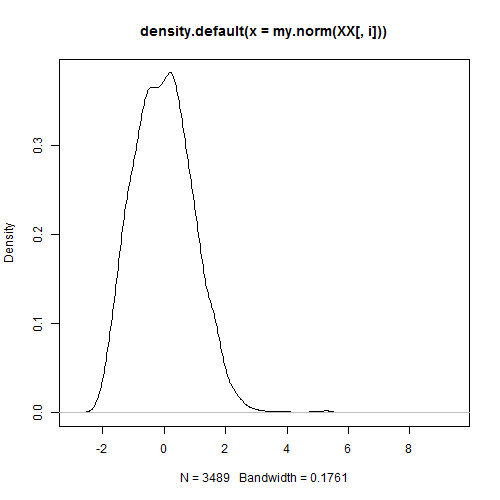 density.default(x = my.norm(XX[, i]))
Density
0.3
0.2
0.1
0.0
-2 0 2 4 6 8
N = 3489 Bandwidth = 0.1761